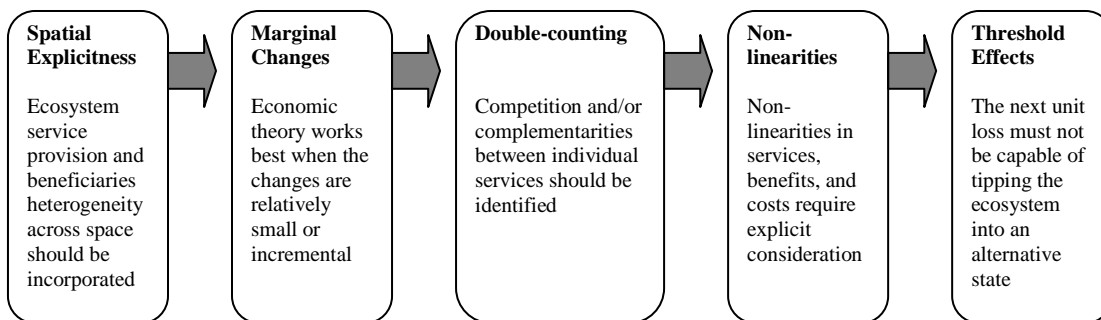 Spatial
Explicitness
Ecosystem
service
provision and
beneficiaries
heterogeneity
across space
should be
incorporated
Marginal
Changes
Economic
theory works
best when the
changes are
relatively
small or
incremental
Double-counting
Competition and/or
complementarities
between individual
services should be
identified
Non-
linearities
Non-
linearities in
services,
benefits, and
costs require
explicit
consideration
Threshold
Effects
The next unit
loss must not
be capable of
tipping the
ecosystem
into an
alternative
state